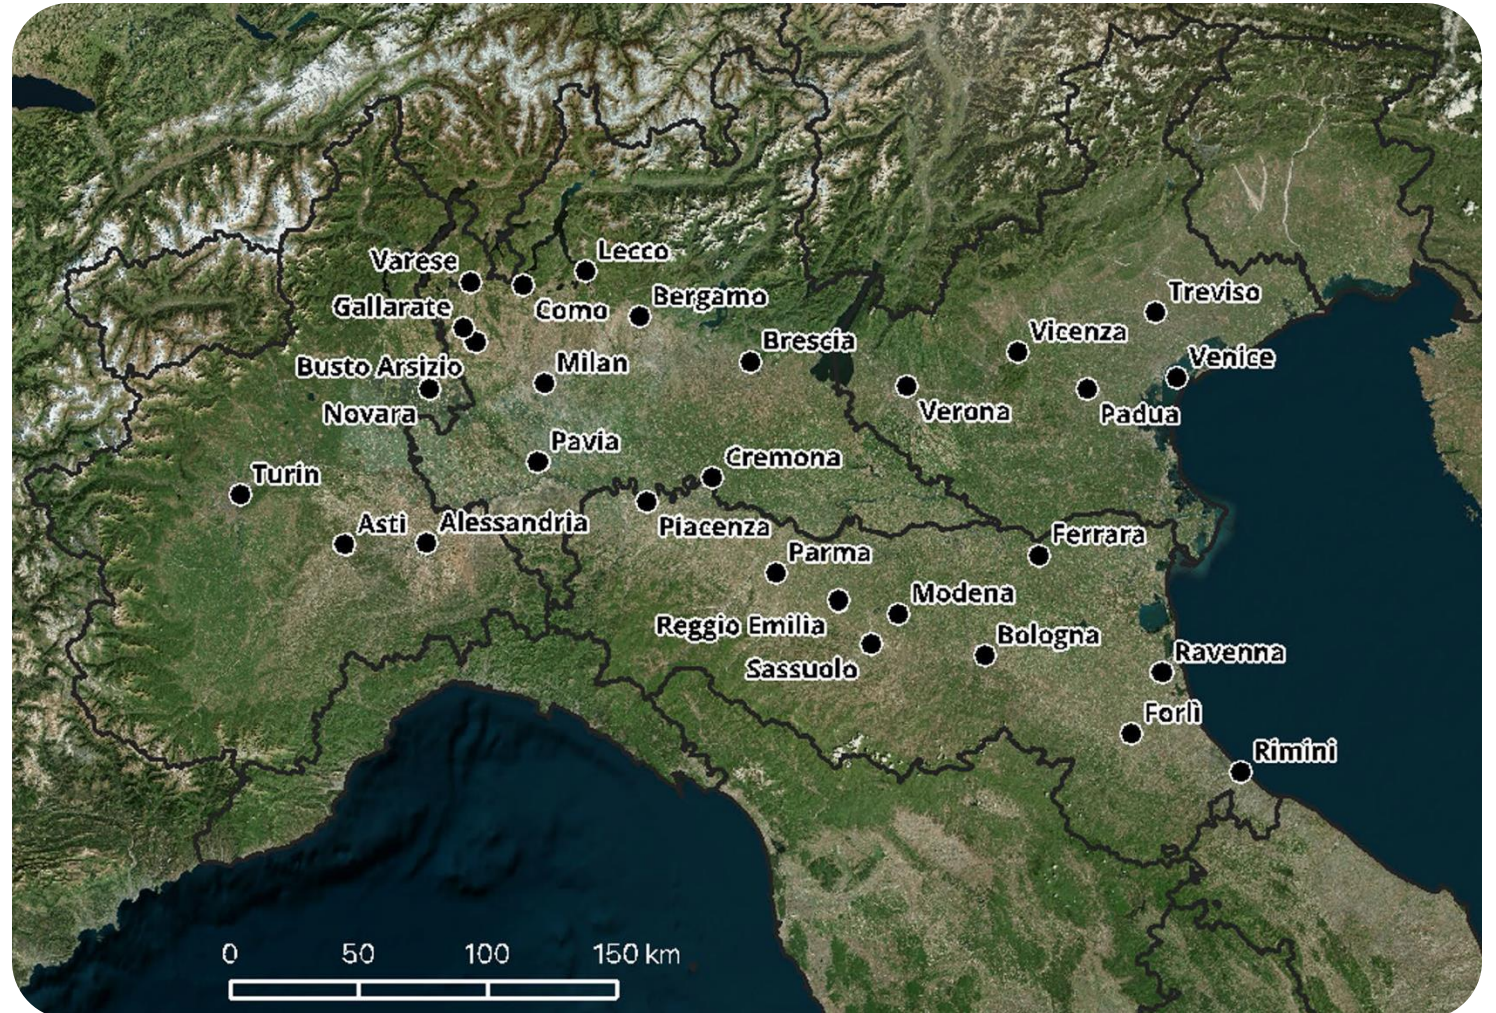 Lecco
Varese
Treviso
Bergamo
Gallarate
Como
Vicenza
Brescia
Venice
Milan
Busto Arsizio
Novara
Verona
Padua
Pavia
Cremona
Turin
Asti
Alessandria
Piacenza
Ferrara
Parma
Modena
Reggio Emilia
Bologna
Ravenna
Sassuolo
Forlì
Rimini
0 50 100 150 km